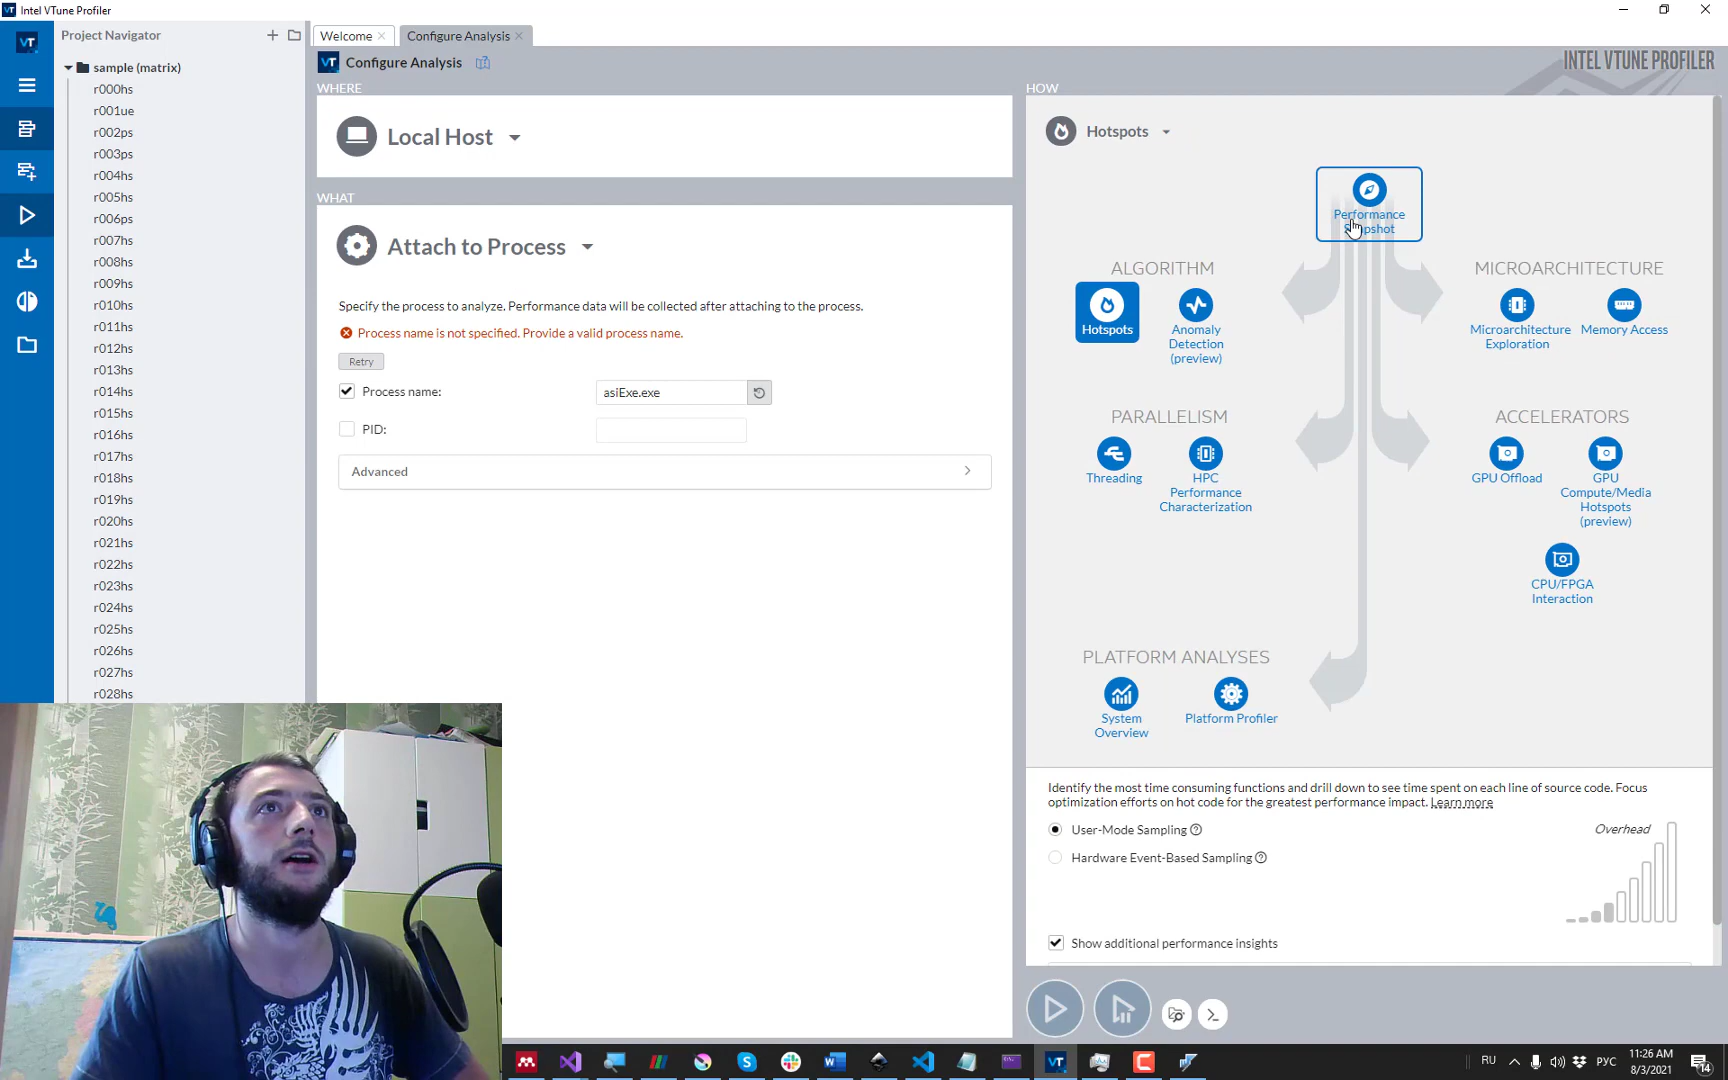 Intel VTune Profiler
Project Navigator
sample (matrix)
r000hs
r001ue
r002ps
r003ps
r004hs
r005hs
r006ps
r007hs
r008hs
r009hs
r010hs
r011hs
r012hs
r013hs
r014hs
r015hs
r016hs
r017hs
r018hs
r019hs
r020hs
r021hs
r022hs
r023hs
r024hs
r025hs
r026hs
r027hs
r028hs
Welcome
Configure Analysis
Configure Analysis
INTEL VTUNE PROFILER
WHERE
Local Host
WHAT
Attach to Process
Specify the process to analyze. Performance data will be collected after attaching to the process.
Process name is not specified. Provide a valid process name.
Retry
Process name:
asiExe.exe
PID:
Advanced
HOW
Hotspots
Performance
Snapshot
ALGORITHM
Hotspots
Anomaly
Detection
(preview)
MICROARCHITECTURE
Microarchitecture
Exploration
Memory Access
PARALLELISM
Threading
HPC
Performance
Characterization
ACCELERATORS
GPU Offload
GPU
Compute/Media
Hotspots
(preview)
CPU/FPGA
Interaction
PLATFORM ANALYSES
System
Overview
Platform Profiler
Identify the most time consuming functions and drill down to see time spent on each line of source code. Focus
optimization efforts on hot code for the greatest performance impact. Learn more
User-Mode Sampling
Overhead
Hardware Event-Based Sampling
Show additional performance insights
RU
РУС
11:26 AM
8/3/2021
14